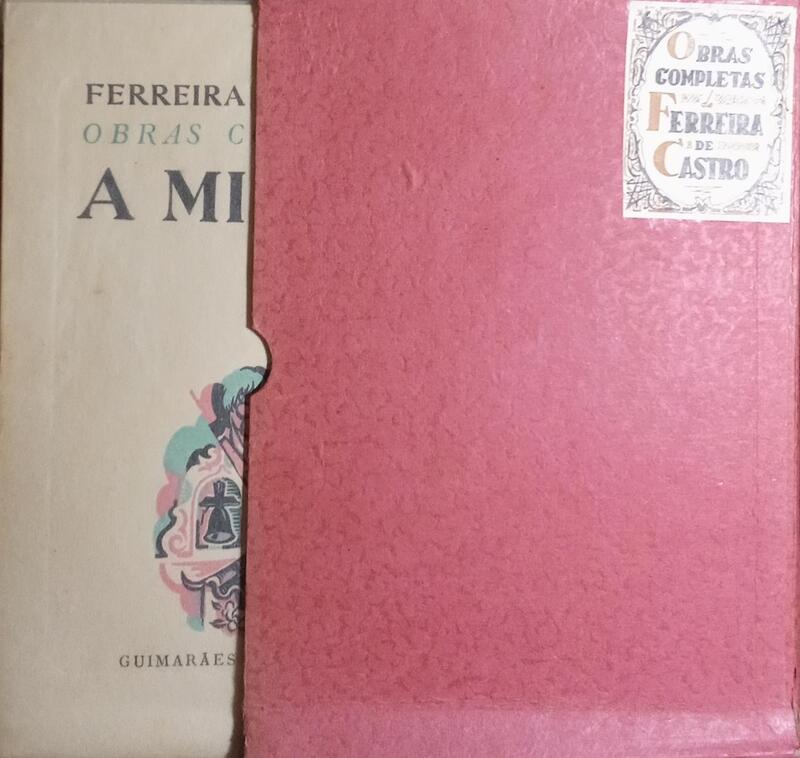 FERREIRA
OBRAS C
A MI
GUIMARÃES
OBRAS
COMPLETAS
FERREIRA
DE
CASTRO